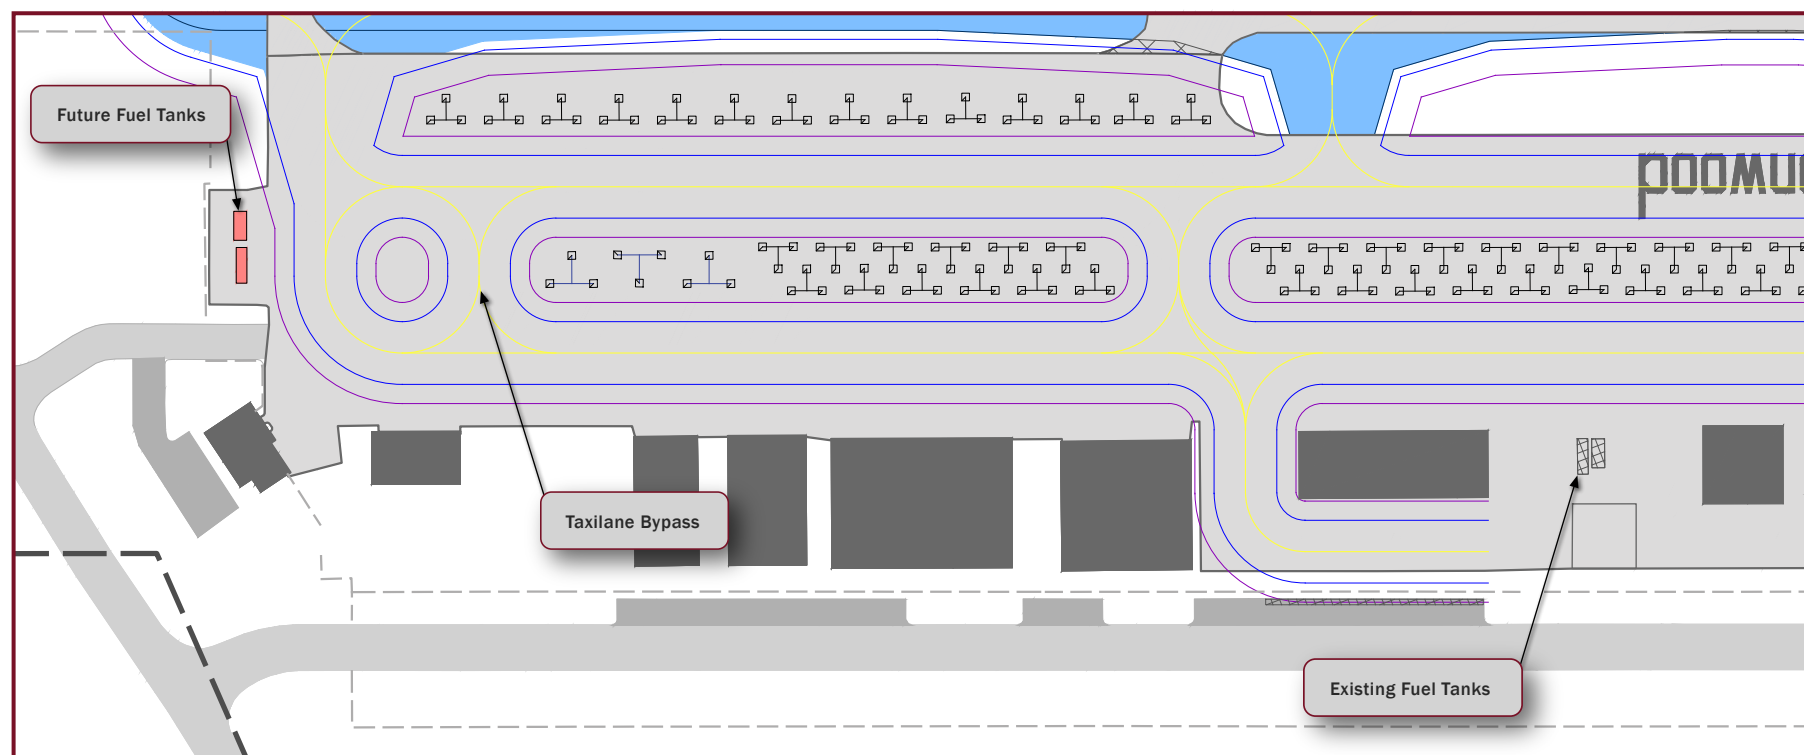 Future Fuel Tanks
Taxilane Bypass
Existing Fuel Tanks